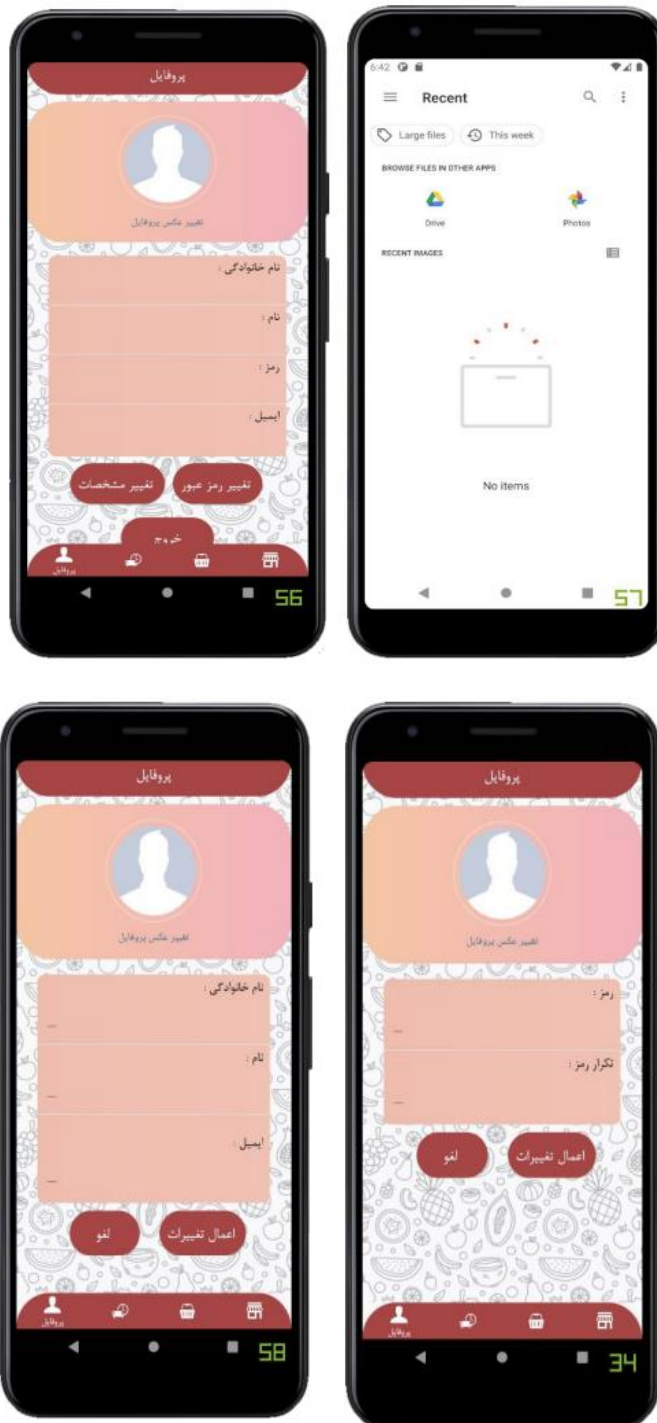 پروفایل
تغییر عکس پروفایل
نام خانوادگی :
نام :
رمز :
ایمیل :
تغییر رمز عبور
تغییر مشخصات
خروج
پروفایل
56
6:42
Recent
Large files
This week
BROWSE FILES IN OTHER APPS
Drive
Photos
RECENT IMAGES
No items
57
پروفایل
تغییر عکس پروفایل
نام خانوادگی :
نام :
ایمیل :
اعمال تغییرات
لغو
پروفایل
58
پروفایل
تغییر عکس پروفایل
رمز :
تکرار رمز :
اعمال تغییرات
لغو
پروفایل
34